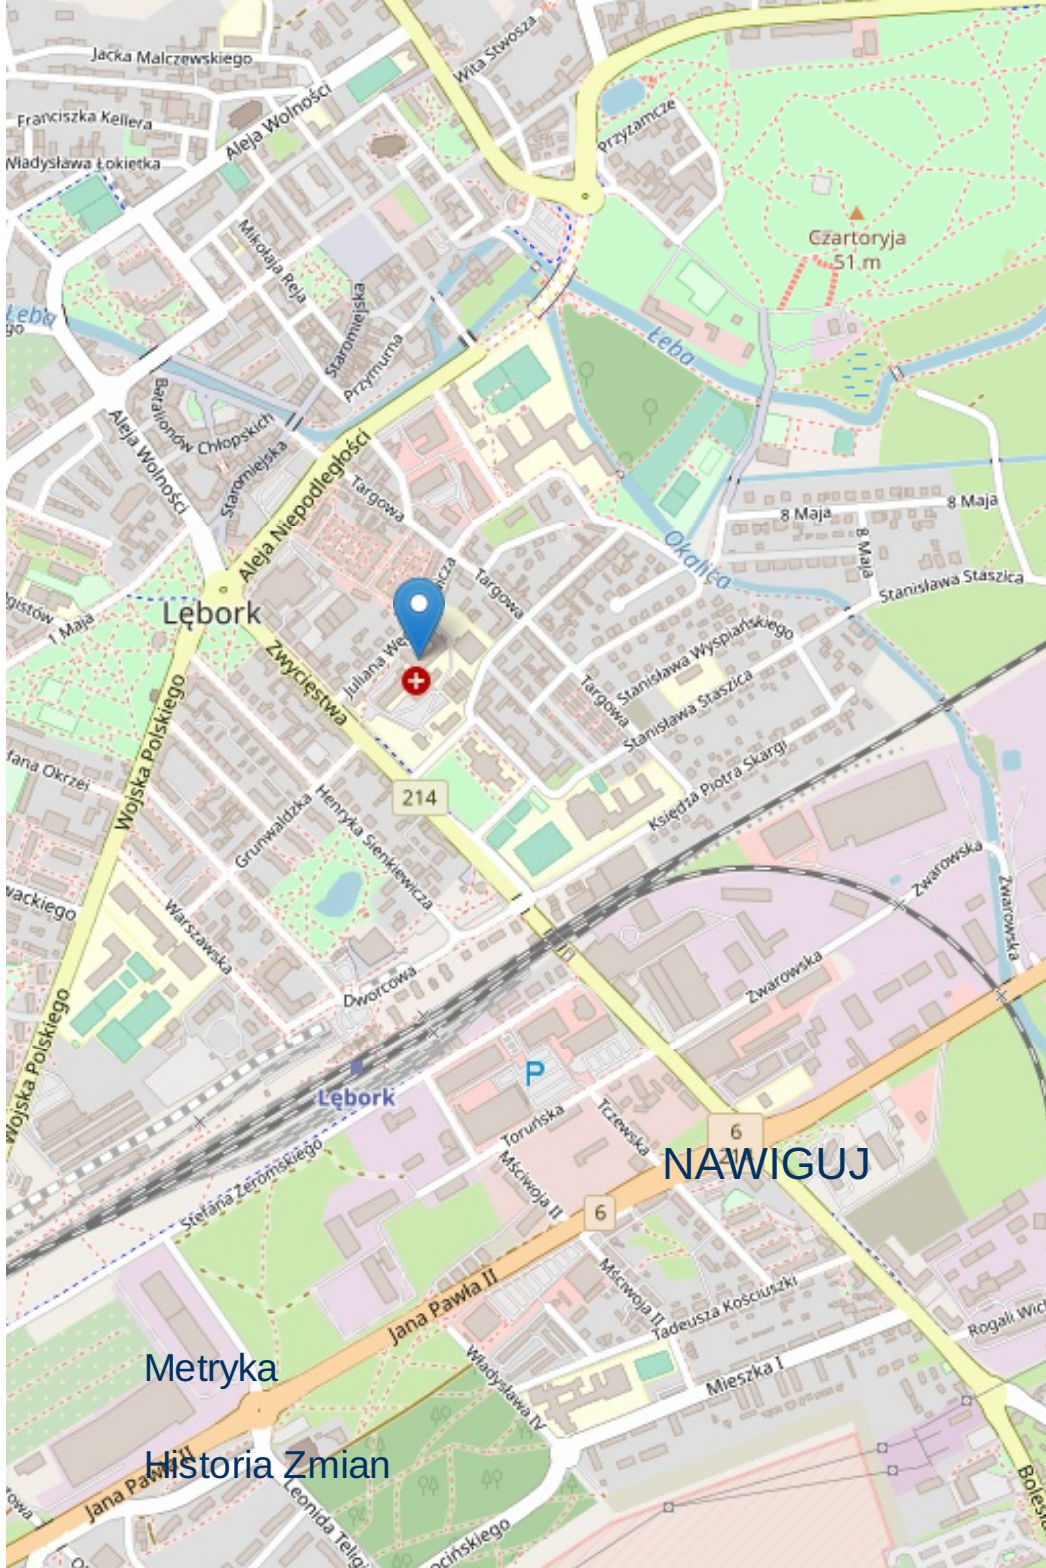 Jacka Malczewskiego
Wita Stwosza
Franciszka Kellera
Aleja Wolności
Przyzamcze
Władysława Łokietka
Mikołaja Reja
Czartoryja
51 m
Łeba
Staromiejska
Przymurna
Łeba
Batalionów Chłopskich
Aleja Wolności
Staromiejska
Aleja Niepodległości
Targowa
8 Maja
8 Maja
8 Maja
Okalica
Stanisława Staszica
Targowa
Lębork
1 Maja
Zwycięstwa
Stanisława Wyspiańskiego
Targowa
Stanisława Staszica
Wojska Polskiego
214
Księdza Piotra Skargi
Henryka Sienkiewicza
Grunwaldzka
Zwarowska
Zwarowska
Warszawska
Zwarowska
Dworcowa
Wojska Polskiego
P
Lębork
Toruńska
Tczewska
6
NAWIGUJ
Mściwoja II
Stefana Żeromskiego
6
Jana Pawła II
Mściwoja II
Tadeusza Kościuszki
Mieszka I
Metryka
Władysława IV
Historia Zmian
Jana Pawła II